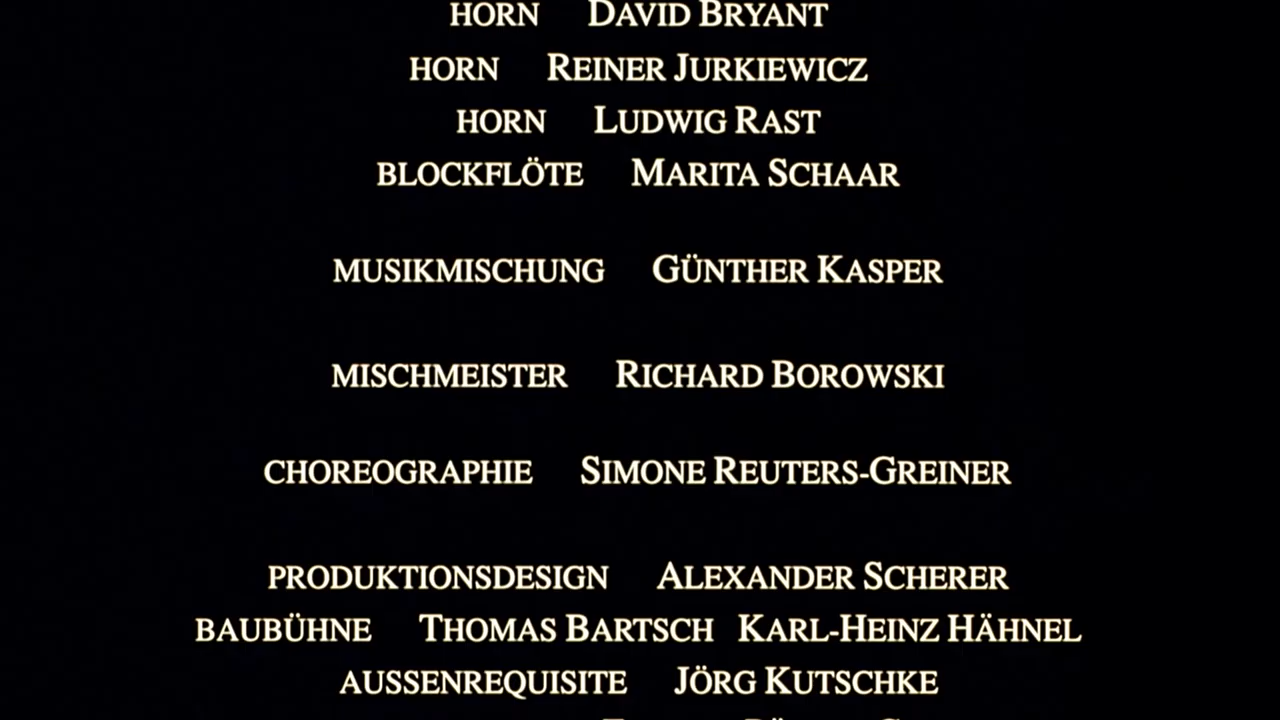 HORN DAVID BRYANT
HORN REINER JURKIEWICZ
HORN LUDWIG RAST
BLOCKFLÖTE MARITA SCHAAR
MUSIKMISCHUNG GÜNTHER KASPER
MISCHMEISTER RICHARD BOROWSKI
CHOREOGRAPHIE SIMONE REUTERS-GREINER
PRODUKTIONSDESIGN ALEXANDER SCHERER
BAUBÜHNE THOMAS BARTSCH KARL-HEINZ HÄHNEL
AUSSENREQUISITE JÖRG KUTSCHKE